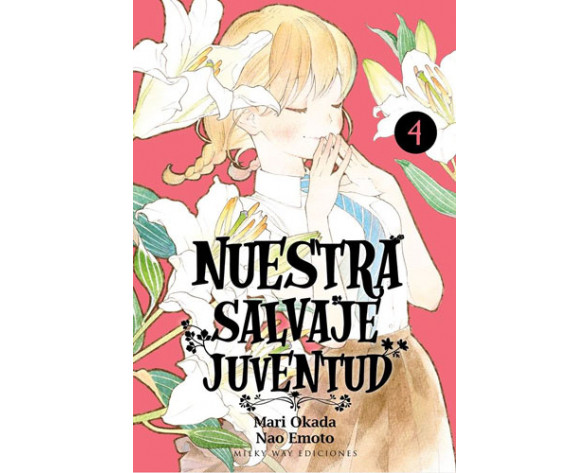 4
NUESTRA
SALVAJE
JUVENTUD
Mari Okada
Nao Emoto
MILKY WAY EDICIONES